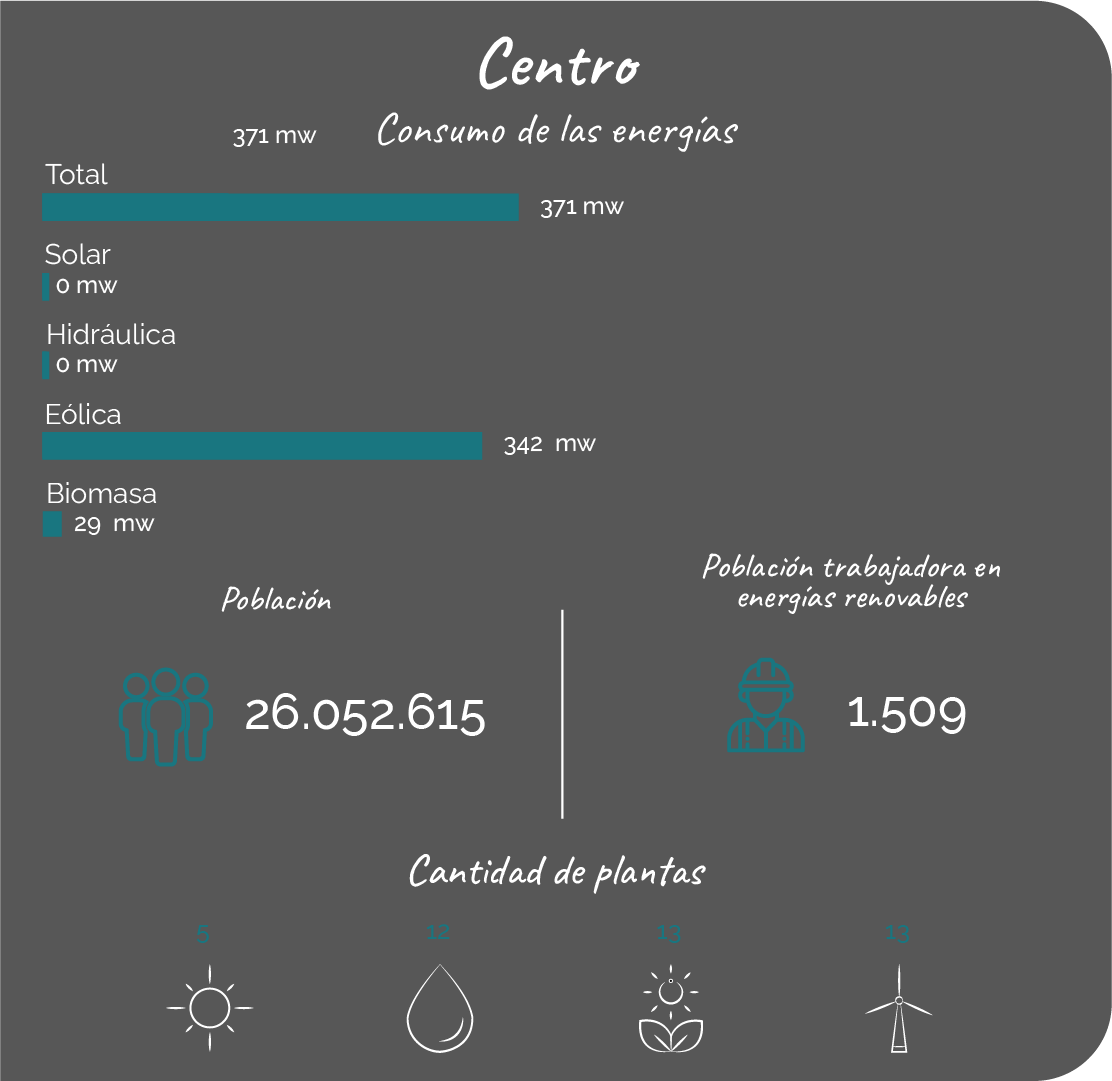 Centro
371 mw
Consumo de las energías
Total
371 mw
Solar
0 mw
Hidráulica
0 mw
Eólica
342 mw
Biomasa
29 mw
Población
26.052.615
Población trabajadora en
energías renovables
1.509
Cantidad de plantas
5 12 13 13